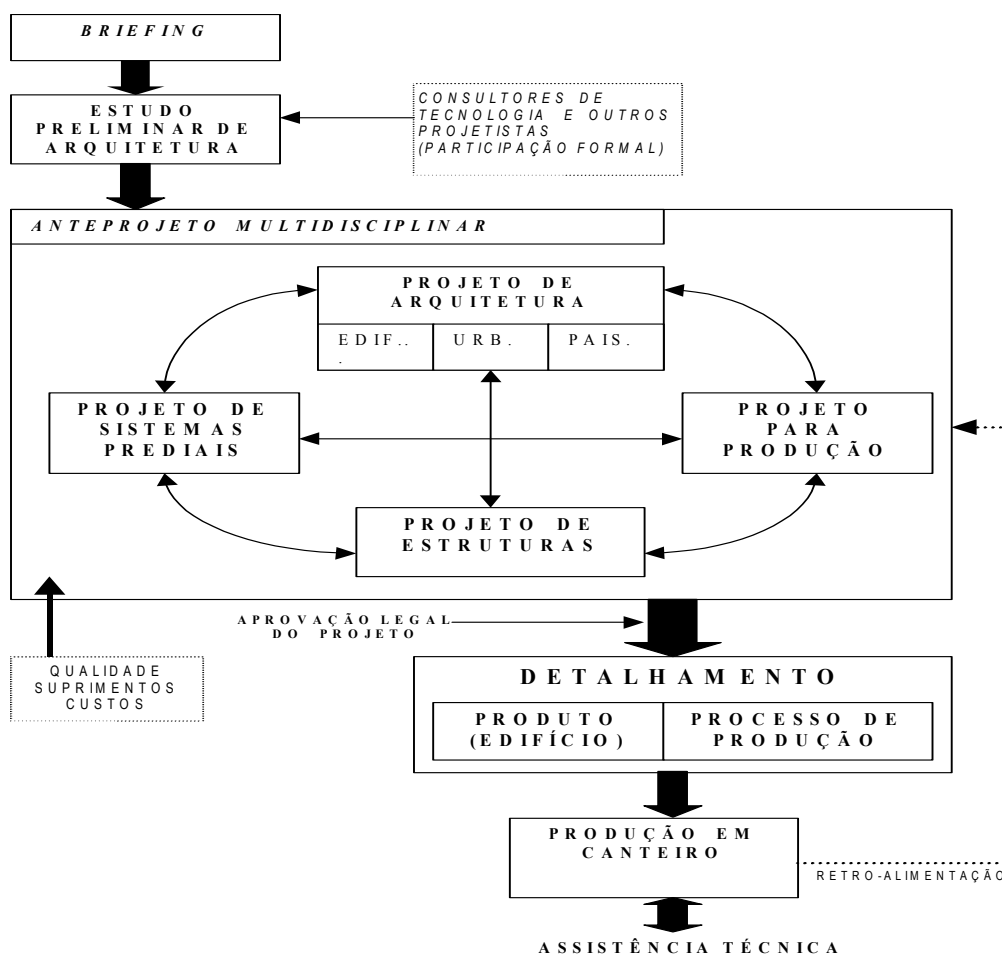 BRIEFING
ESTUDO
PRELIMINAR DE
ARQUITETURA
CONSULTORES DE
TECNOLOGIA E OUTROS
PROJETISTAS
(PARTICIPAÇÃO FORMAL)
ANTEPROJETO MULTIDISCIPLINAR
PROJETO DE
ARQUITETURA
EDIF..
.
URB.
PAIS.
PROJETO DE
SISTEMAS
PREDIAIS
PROJETO
PARA
PRODUÇÃO
PROJETO DE
ESTRUTURAS
APROVAÇÃO LEGAL
DO PROJETO
QUALIDADE
SUPRIMENTOS
CUSTOS
DETALHAMENTO
PRODUTO
(EDIFÍCIO)
PROCESSO DE
PRODUÇÃO
PRODUÇÃO EM
CANTEIRO
RETRO-ALIMENTAÇÃO
ASSISTÊNCIA TÉCNICA